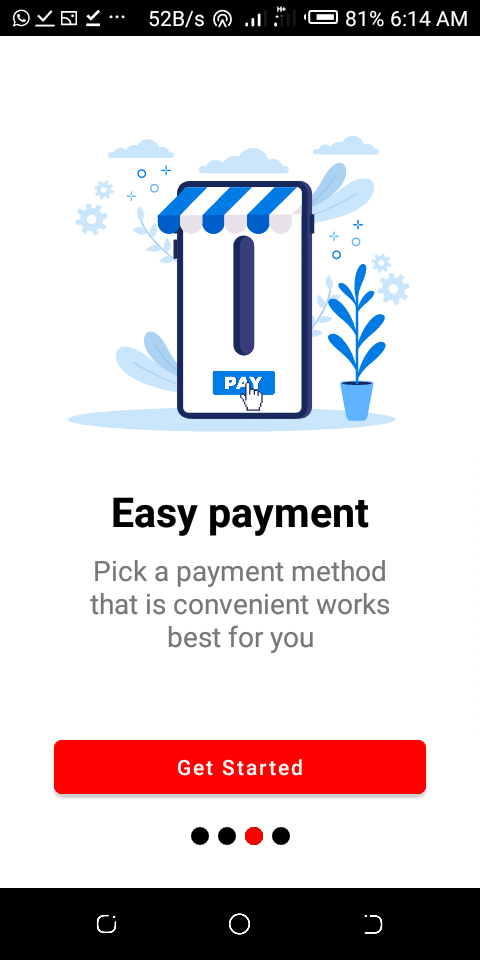 52B/s H+ 81% 6:14 AM
PAY
Easy payment
Pick a payment method
that is convenient works
best for you
Get Started